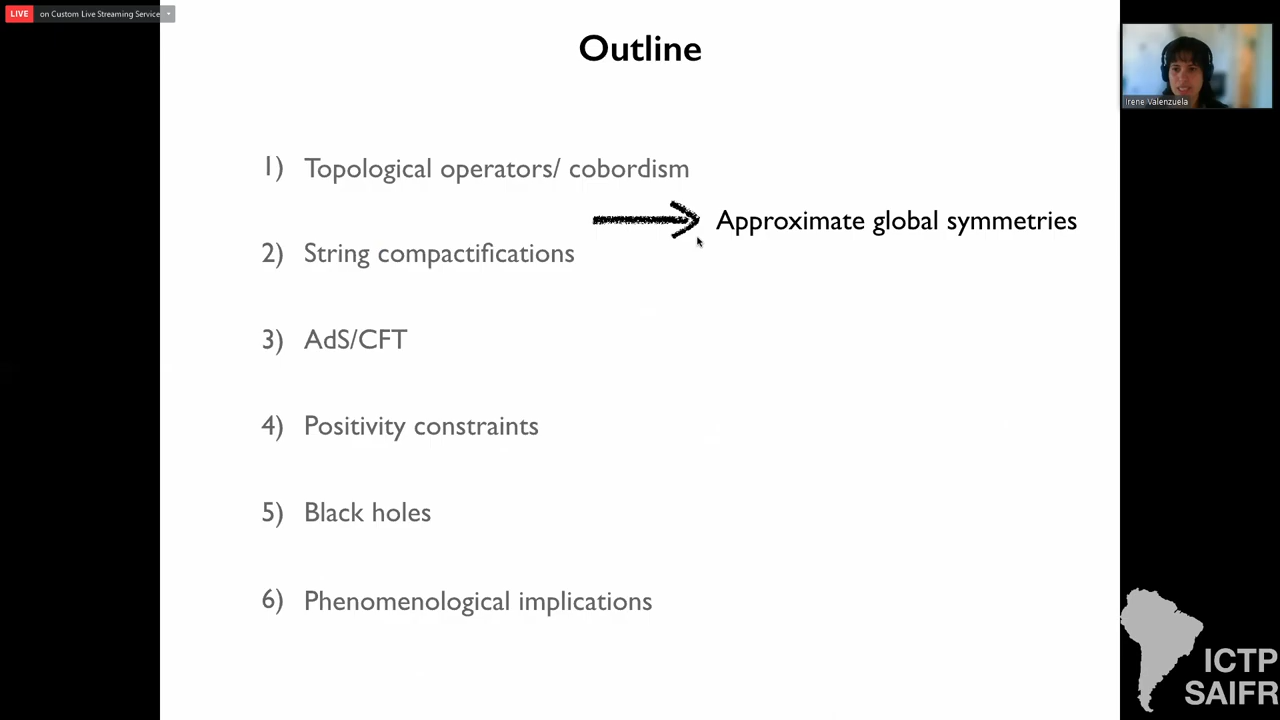 LIVE on Custom Live Streaming Service
Outline
Irene Valenzuela
1) Topological operators/ cobordism
Approximate global symmetries
2) String compactifications
3) AdS/CFT
4) Positivity constraints
5) Black holes
6) Phenomenological implications
ICTP
SAIFR